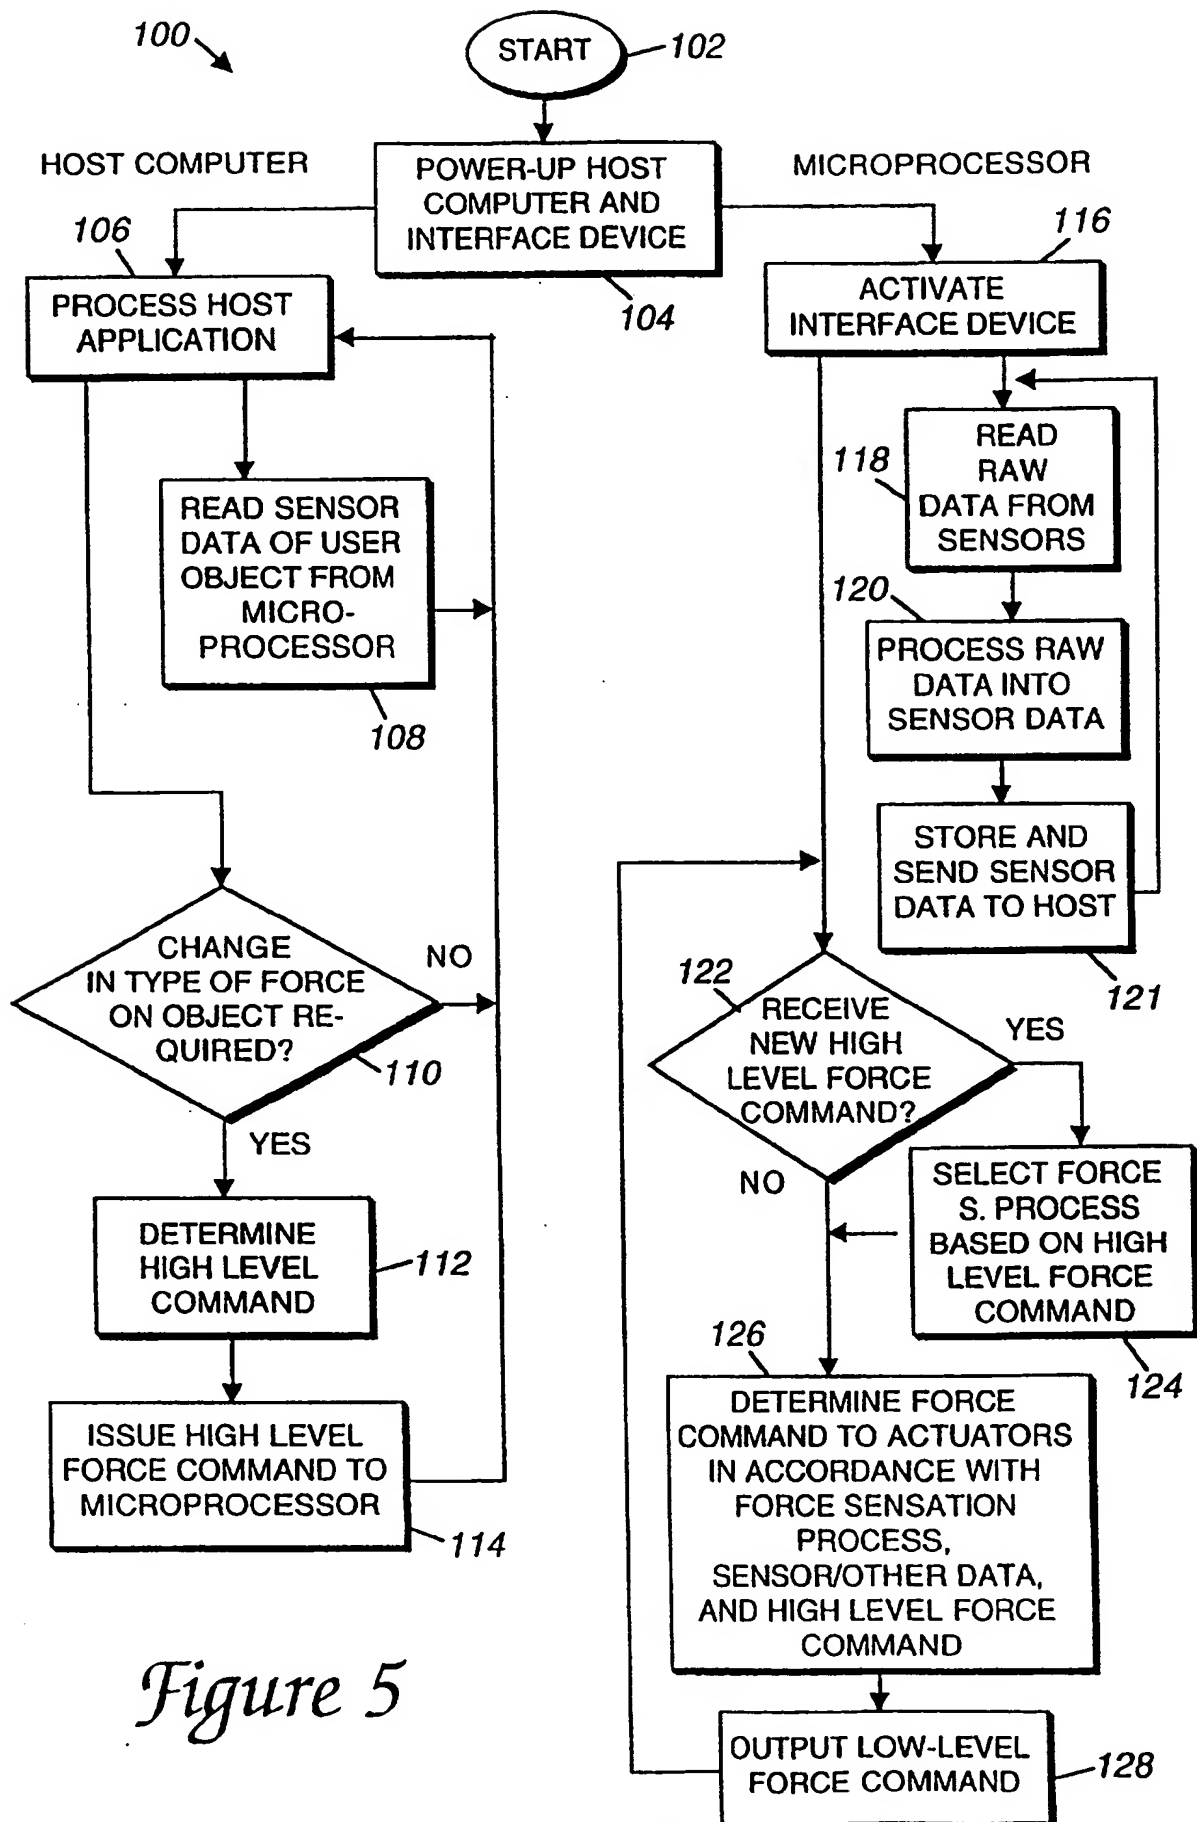 100
START
102
HOST COMPUTER
POWER-UP HOST
COMPUTER AND
INTERFACE DEVICE
104
MICROPROCESSOR
106
PROCESS HOST
APPLICATION
READ SENSOR
DATA OF USER
OBJECT FROM
MICRO-
PROCESSOR
108
CHANGE
IN TYPE OF FORCE
ON OBJECT RE-
QUIRED?
110
NO
YES
DETERMINE
HIGH LEVEL
COMMAND
112
ISSUE HIGH LEVEL
FORCE COMMAND TO
MICROPROCESSOR
114
116
ACTIVATE
INTERFACE DEVICE
118
READ
RAW
DATA FROM
SENSORS
120
PROCESS RAW
DATA INTO
SENSOR DATA
STORE AND
SEND SENSOR
DATA TO HOST
121
122
RECEIVE
NEW HIGH
LEVEL FORCE
COMMAND?
YES
NO
SELECT FORCE
S. PROCESS
BASED ON HIGH
LEVEL FORCE
COMMAND
124
126
DETERMINE FORCE
COMMAND TO ACTUATORS
IN ACCORDANCE WITH
FORCE SENSATION
PROCESS,
SENSOR/OTHER DATA,
AND HIGH LEVEL FORCE
COMMAND
OUTPUT LOW-LEVEL
FORCE COMMAND
128
Figure 5